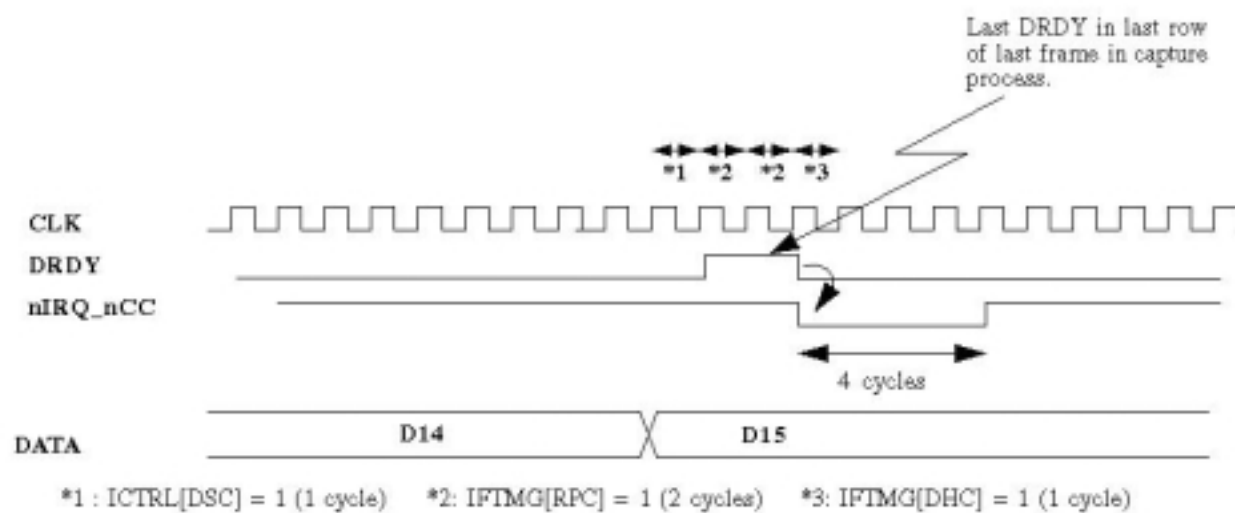 Last DRDY in last row
of last frame in capture
process.
*1 *2 *2 *3
CLK
DRDY
nIRQ_nCC
4 cycles
DATA
D14 D15
*1 : ICTRL[DSC] = 1 (1 cycle) *2: IFTMG[RPC] = 1 (2 cycles) *3: IFTMG[DHC] = 1 (1 cycle)